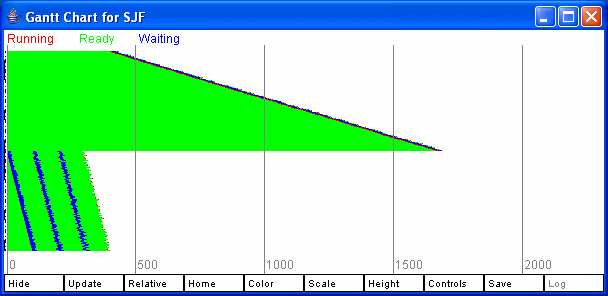 Gantt Chart for SJF
Running Ready Waiting
0 500 1000 1500 2000
Hide Update Relative Home Color Scale Height Controls Save Log